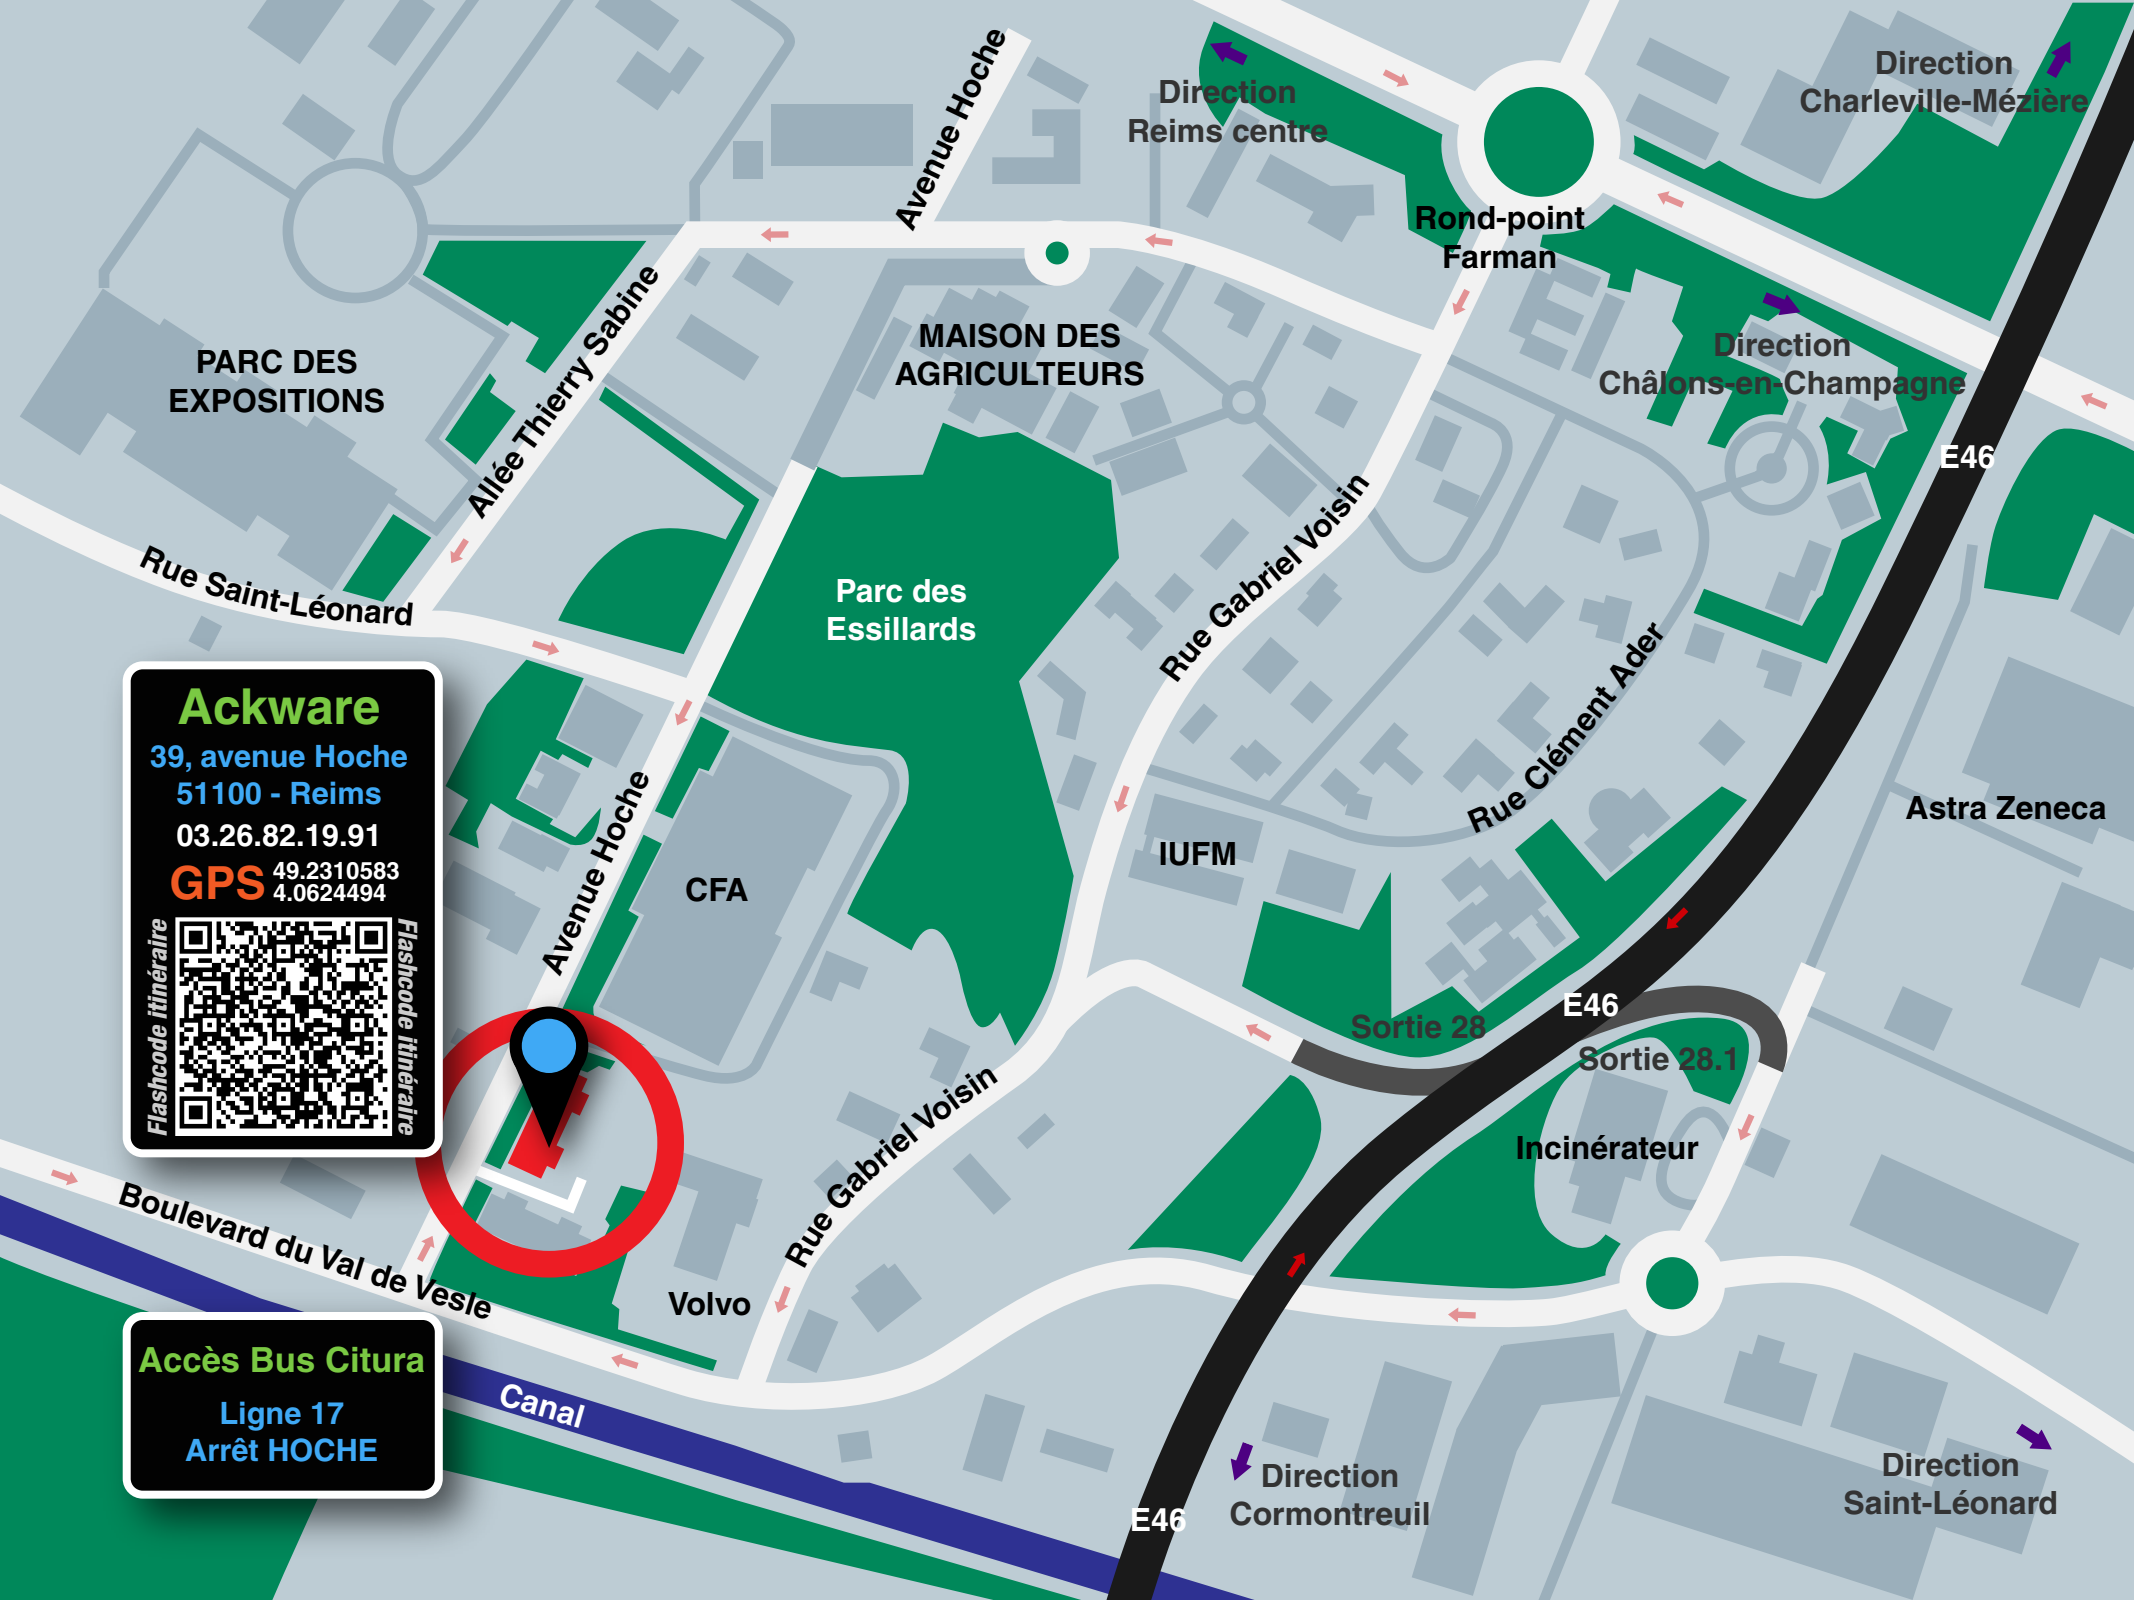 Avenue Hoche
Direction
Reims centre
Direction
Charleville-Mézière
Rond-point
Farman
PARC DES
EXPOSITIONS
Allée Thierry Sabine
MAISON DES
AGRICULTEURS
Direction
Châlons-en-Champagne
E46
Rue Saint-Léonard
Parc des
Essillards
Rue Gabriel Voisin
Rue Clément Ader
Ackware
39, avenue Hoche
51100 - Reims
03.26.82.19.91
GPS
49.2310583
4.0624494
Flashcode itinéraire
Flashcode itinéraire
Avenue Hoche
CFA
IUFM
Astra Zeneca
E46
Sortie 28
Sortie 28.1
Incinérateur
Rue Gabriel Voisin
Boulevard du Val de Vesle
Volvo
Accès Bus Citura
Ligne 17
Arrêt HOCHE
Canal
Direction
Cormontreuil
E46
Direction
Saint-Léonard